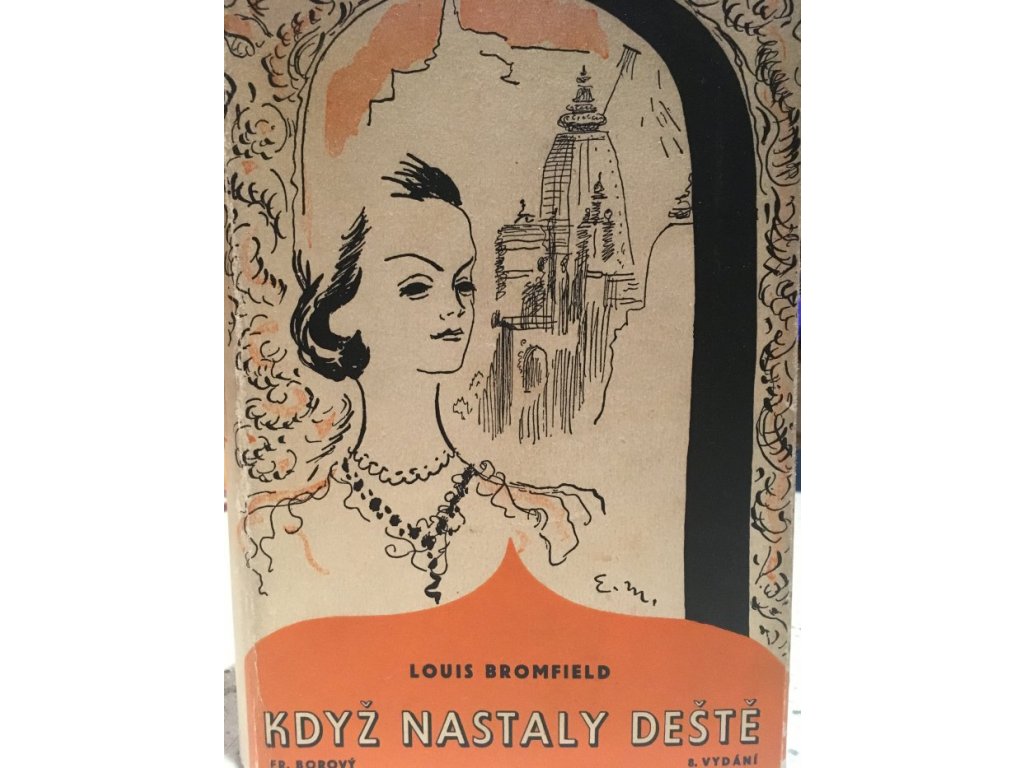 E. M.
LOUIS BROMFIELD
KDYŽ NASTALY DEŠTĚ
FR. BOROVÝ 8. VYDÁNÍ